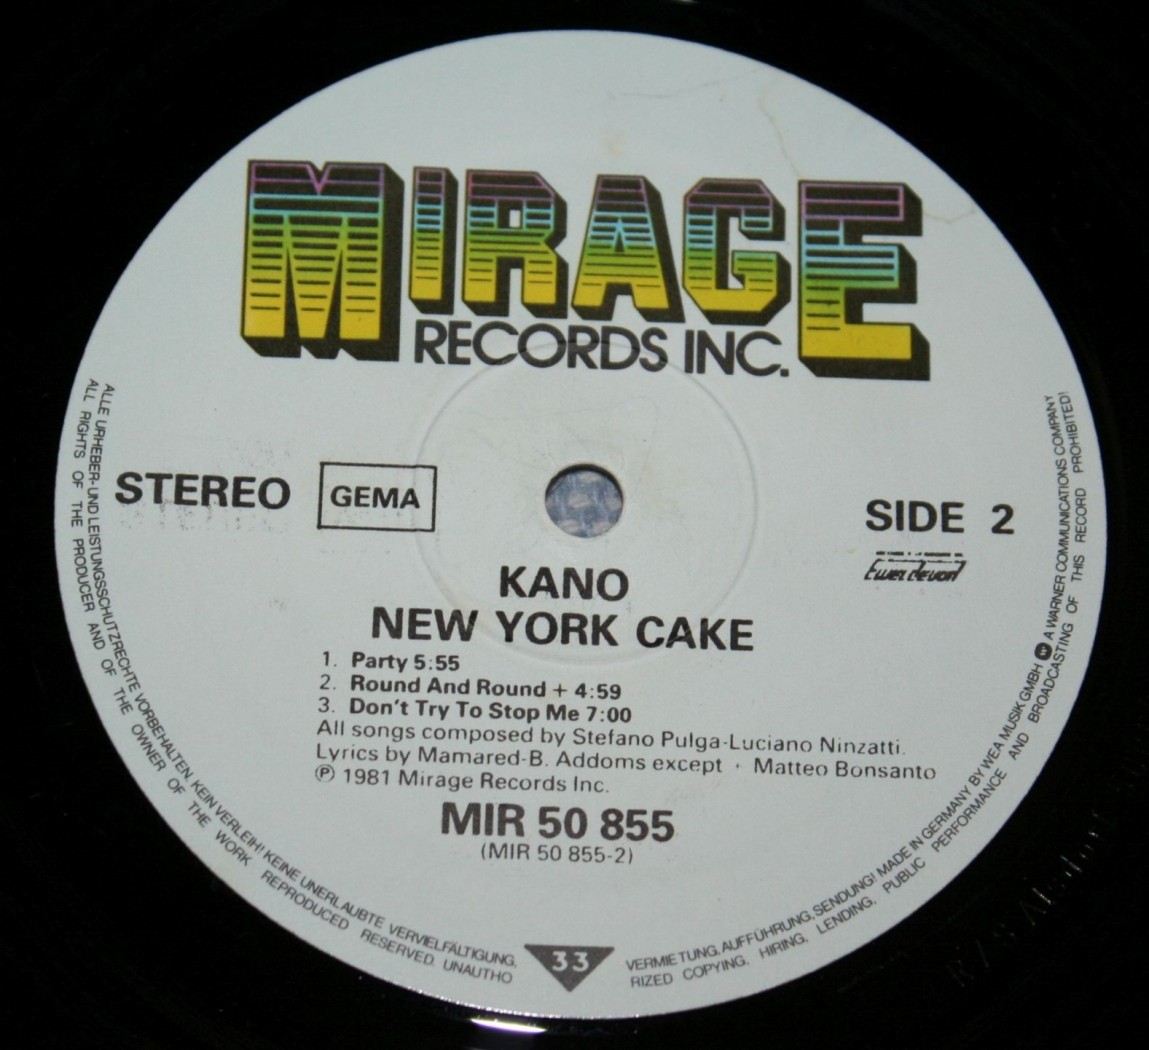 MIRAGE
RECORDS INC.
STEREO GEMA
SIDE 2
KANO
NEW YORK CAKE
1. Party 5:55
2. Round And Round + 4:59
3. Don't Try To Stop Me 7:00
All songs composed by Stefano Pulga-Luciano Ninzatti.
Lyrics by Mamared-B. Addoms except + Matteo Bonsanto
Ⓟ 1981 Mirage Records Inc.
MIR 50 855
(MIR 50 855-2)
33
ALLE URHEBER- UND LEISTUNGSSCHUTZRECHTE VORBEHALTEN. KEIN VERLEIH! KEINE UNERLAUBTE VERVIELFÄLTIGUNG, VERMIETUNG, AUFFÜHRUNG, SENDUNG! MADE IN GERMANY BY WEA MUSIK GMBH A WARNER COMMUNICATIONS COMPANY
ALL RIGHTS OF THE PRODUCER AND OF THE OWNER OF THE WORK REPRODUCED RESERVED. UNAUTHORIZED COPYING, HIRING, LENDING, PUBLIC PERFORMANCE AND BROADCASTING OF THIS RECORD PROHIBITED!